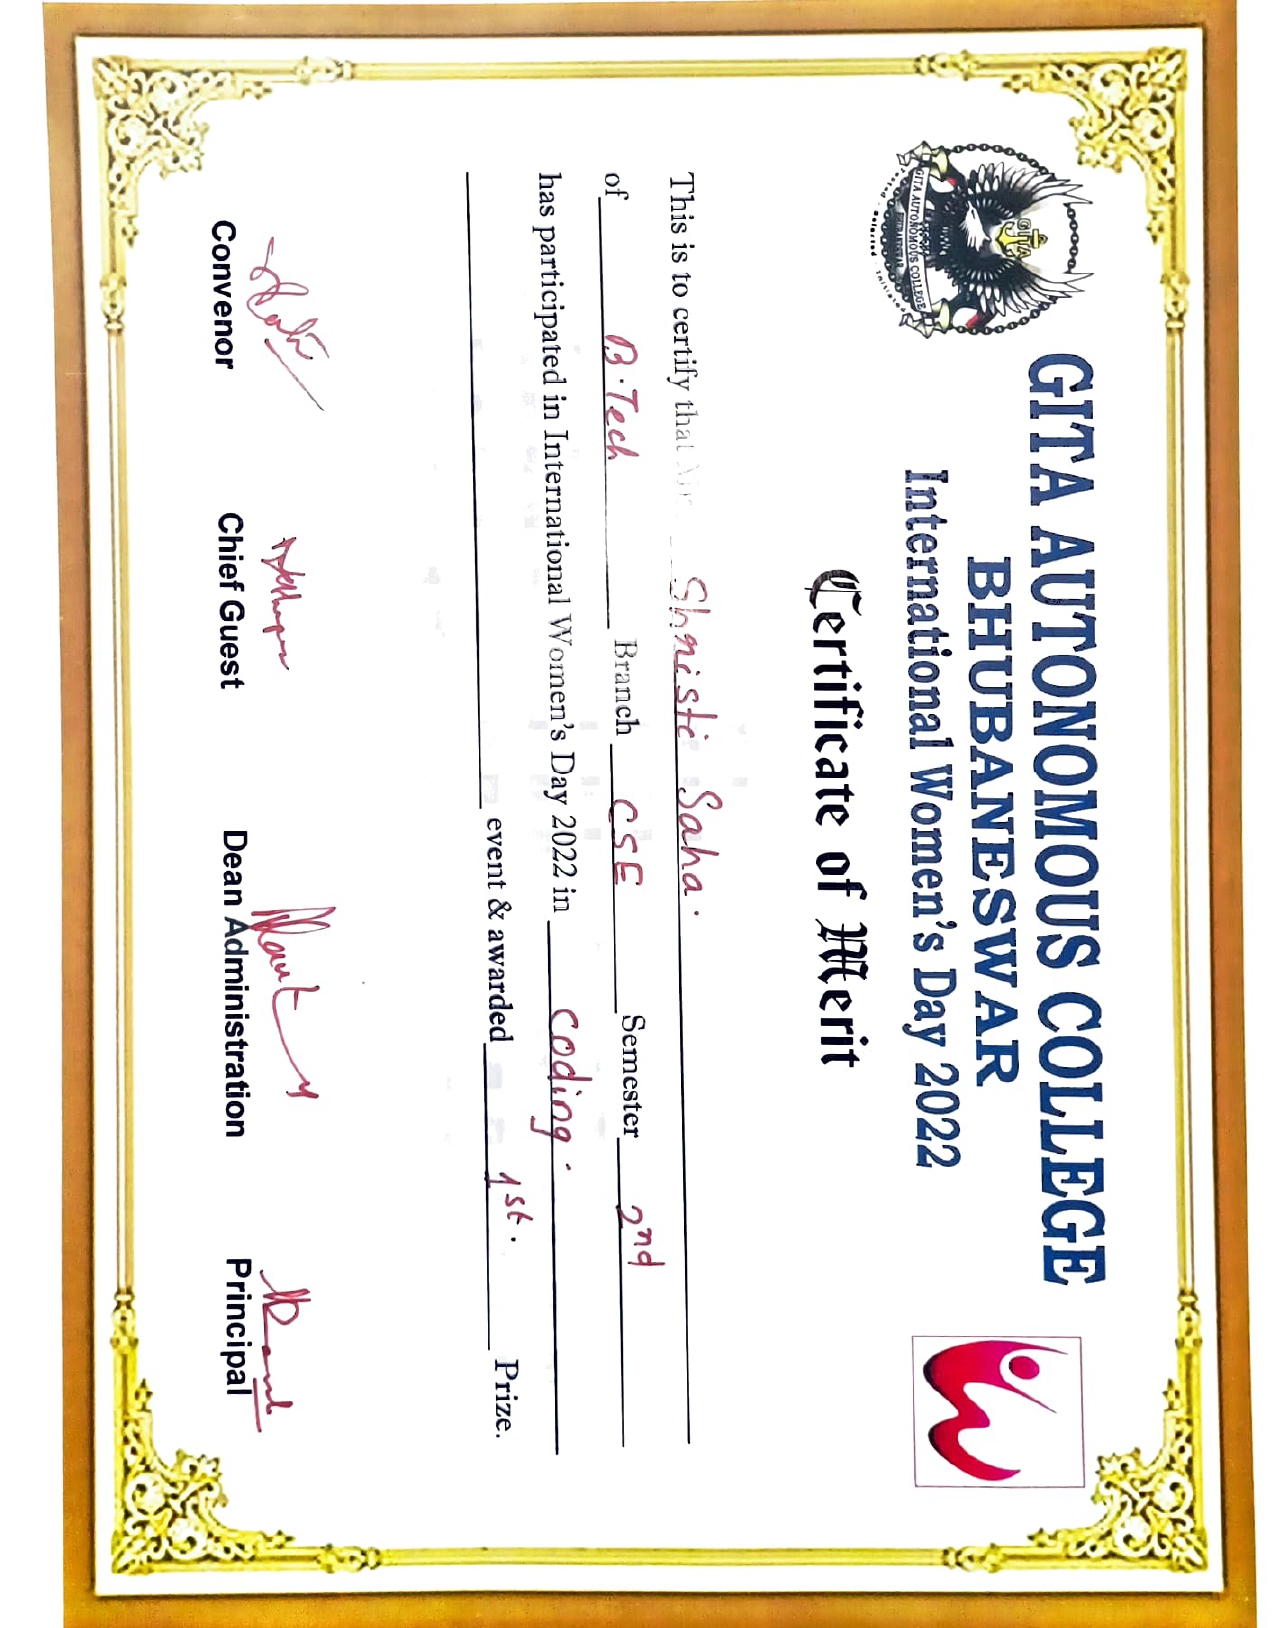 GITA AUTONOMOUS COLLEGE
BHUBANESWAR
International Women's Day 2022
GITA
GITA AUTONOMOUS COLLEGE
BHUBANESWAR
Certificate of Merit
This is to certify that Mr. Shristi Saha.
of B.Tech Branch CSE Semester 2nd
has participated in International Women's Day 2022 in Coding.
event & awarded 1st. Prize.
Convenor Chief Guest Dean Administration Principal